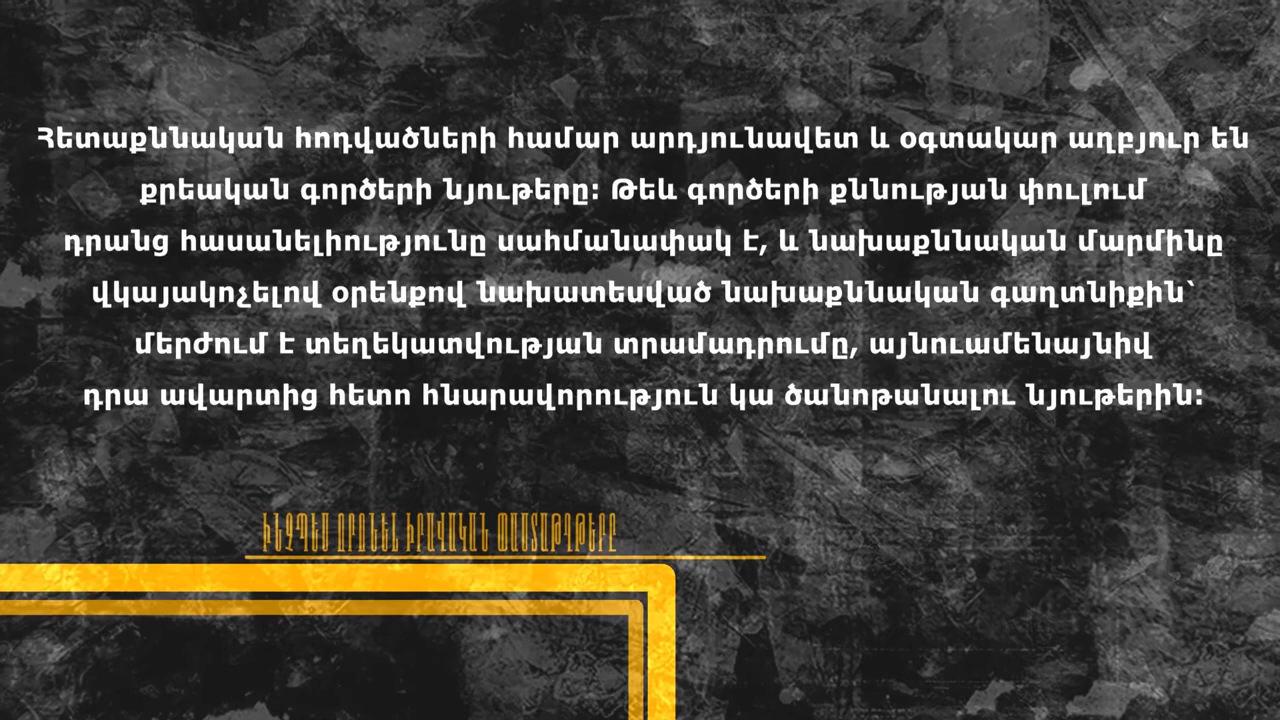 Հետաքննական հոդվածների համար արդյունավետ և օգտակար աղբյուր են
քրեական գործերի նյութերը։ Թեև գործերի քննության փուլում
դրանց հասանելիությունը սահմանափակ է, և նախաքննական մարմինը
վկայակոչելով օրենքով նախատեսված նախաքննական գաղտնիքին՝
մերժում է տեղեկատվության տրամադրումը, այնուամենայնիվ
դրա ավարտից հետո հնարավորություն կա ծանոթանալու նյութերին։
ԻՆՉՊԵՍ ՈՐՈՆԵԼ ԻՐԱՎԱԿԱՆ ՓԱՍՏԱԹՂԹԵՐԸ